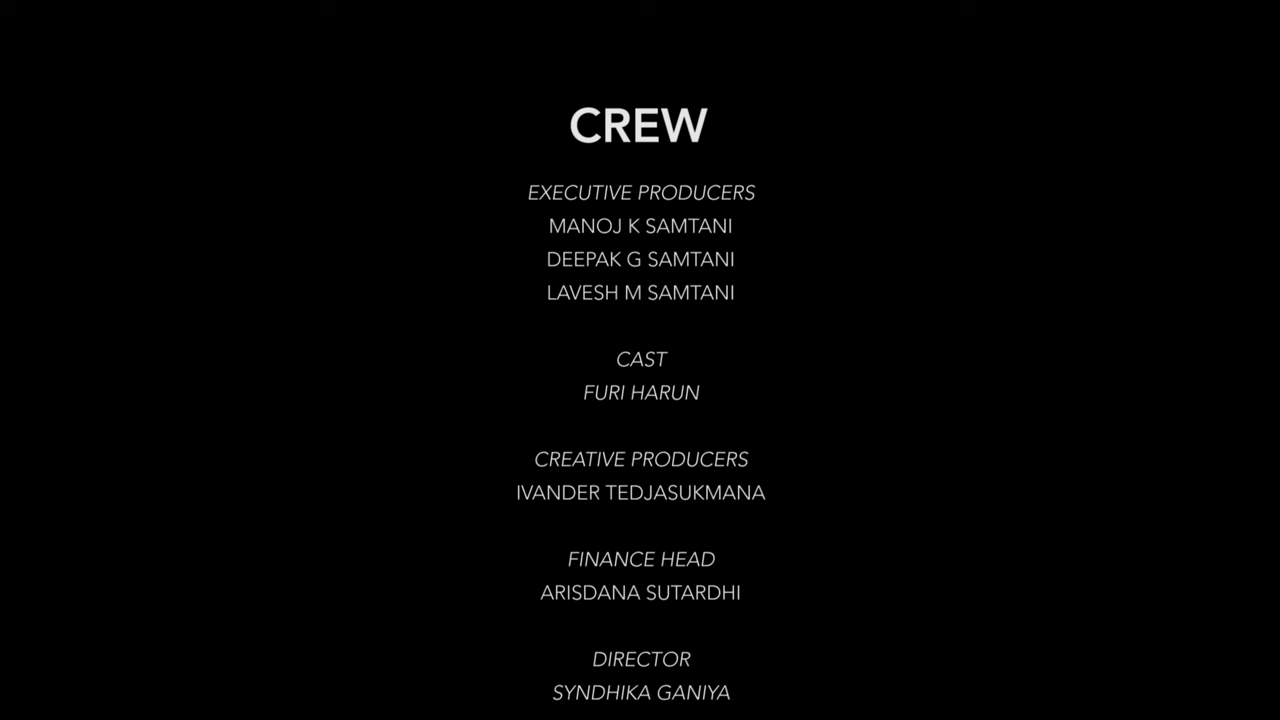 CREW
EXECUTIVE PRODUCERS
MANOJ K SAMTANI
DEEPAK G SAMTANI
LAVESH M SAMTANI
CAST
FURI HARUN
CREATIVE PRODUCERS
IVANDER TEDJASUKMANA
FINANCE HEAD
ARISDANA SUTARDHI
DIRECTOR
SYNDHIKA GANIYA